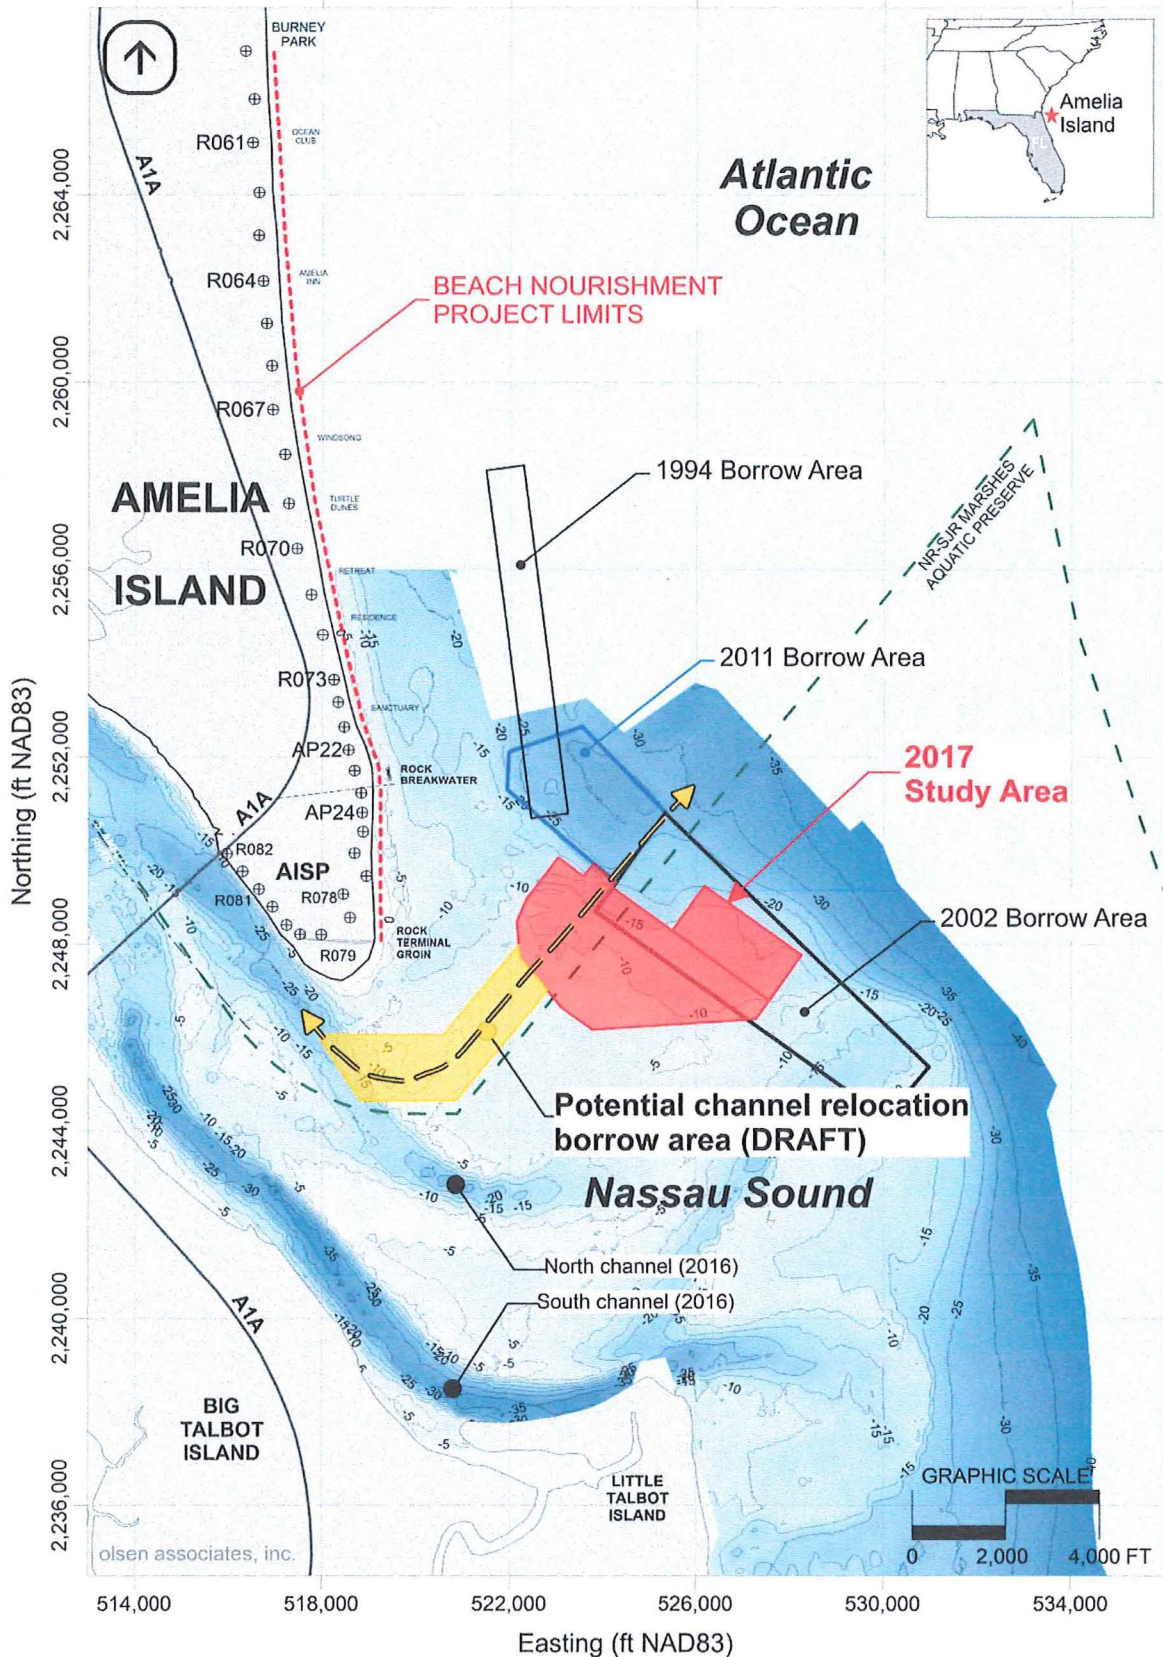 BURNEY
PARK
R061
OCEAN
CLUB
A1A
FL
Amelia
Island
Atlantic
Ocean
R064
AMELIA
INN
BEACH NOURISHMENT
PROJECT LIMITS
R067
WINDSONG
AMELIA
ISLAND
TURTLE
DUNES
R070
1994 Borrow Area
NR-SJR MARSHES
AQUATIC PRESERVE
RETREAT
RESIDENCE
R073
SANCTUARY
2011 Borrow Area
AP22
ROCK
BREAKWATER
2017
Study Area
A1A
AP24
R082
AISP
R081
R078
R079
ROCK
TERMINAL
GROIN
2002 Borrow Area
Potential channel relocation
borrow area (DRAFT)
Nassau Sound
North channel (2016)
South channel (2016)
A1A
BIG
TALBOT
ISLAND
LITTLE
TALBOT
ISLAND
GRAPHIC SCALE
0 2,000 4,000 FT
olsen associates, inc.
2,264,000
2,260,000
2,256,000
2,252,000
2,248,000
2,244,000
2,240,000
2,236,000
Northing (ft NAD83)
514,000 518,000 522,000 526,000 530,000 534,000
Easting (ft NAD83)